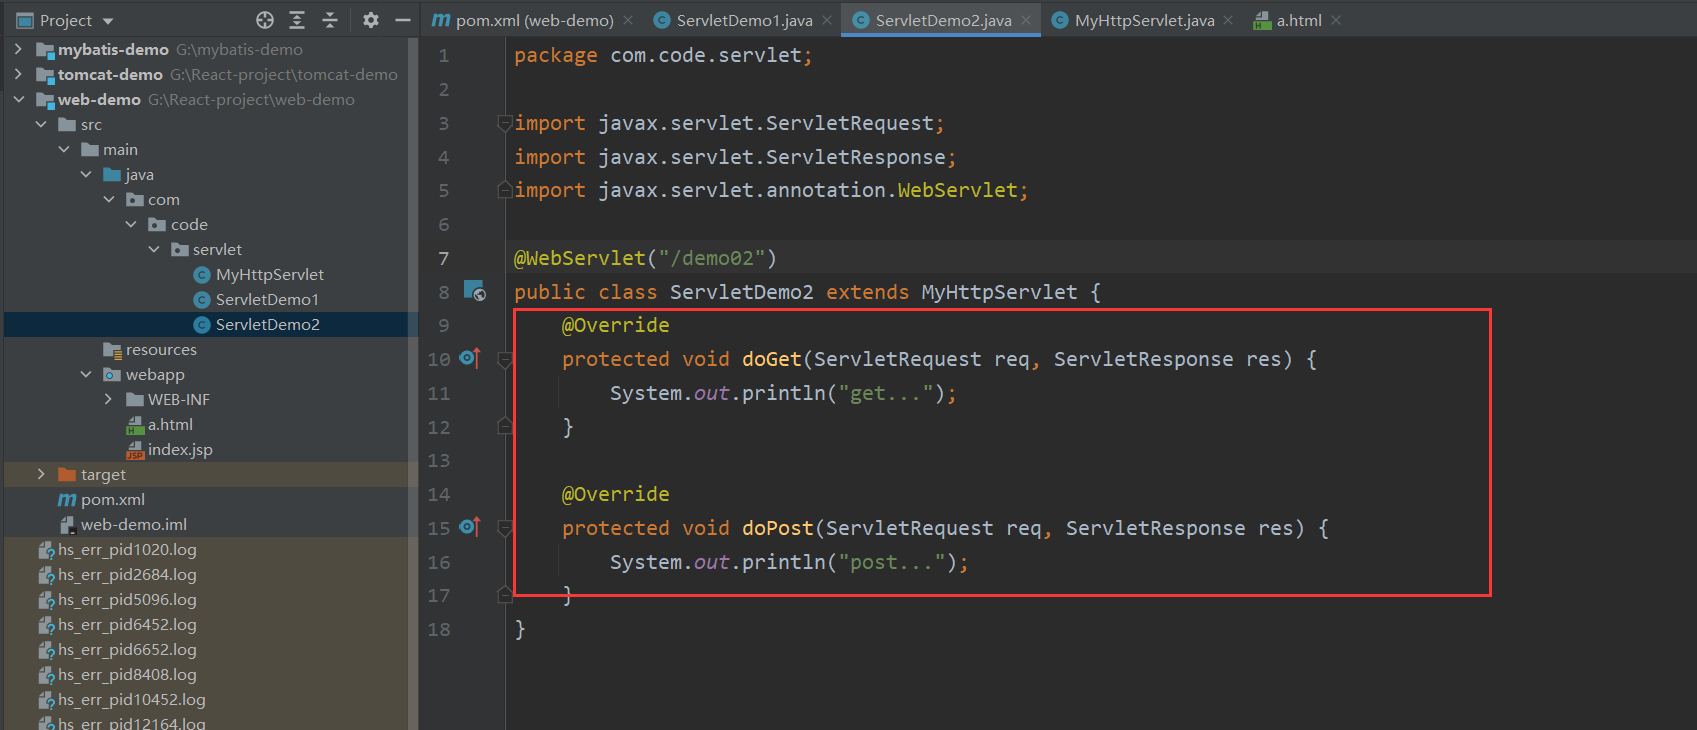 Project
mybatis-demo G:\mybatis-demo
tomcat-demo G:\React-project\tomcat-demo
web-demo G:\React-project\web-demo
src
main
java
com
code
servlet
MyHttpServlet
ServletDemo1
ServletDemo2
resources
webapp
WEB-INF
a.html
index.jsp
target
pom.xml
web-demo.iml
hs_err_pid1020.log
hs_err_pid2684.log
hs_err_pid5096.log
hs_err_pid6452.log
hs_err_pid6652.log
hs_err_pid8408.log
hs_err_pid10452.log
hs_err_pid12164.log
pom.xml (web-demo) ServletDemo1.java ServletDemo2.java MyHttpServlet.java a.html
1 package com.code.servlet;
2
3 import javax.servlet.ServletRequest;
4 import javax.servlet.ServletResponse;
5 import javax.servlet.annotation.WebServlet;
6
7 @WebServlet("/demo02")
8 public class ServletDemo2 extends MyHttpServlet {
9 @Override
10 protected void doGet(ServletRequest req, ServletResponse res) {
11 System.out.println("get...");
12 }
13
14 @Override
15 protected void doPost(ServletRequest req, ServletResponse res) {
16 System.out.println("post...");
17 }
18 }